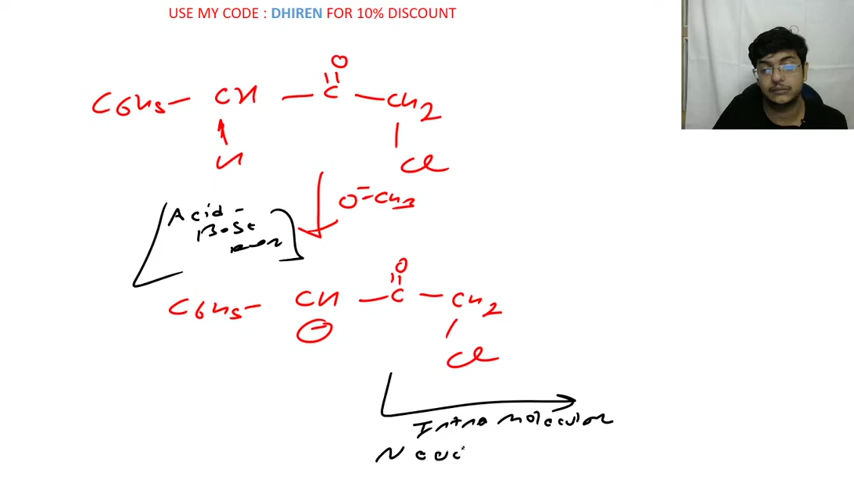 USE MY CODE : DHIREN FOR 10% DISCOUNT
O
C6H5— CH — C — CH2
H Cl
O⁻-CH3
Acid -
Base
O
C6H5— CH — C — CH2
⊖ Cl
Intra molecular